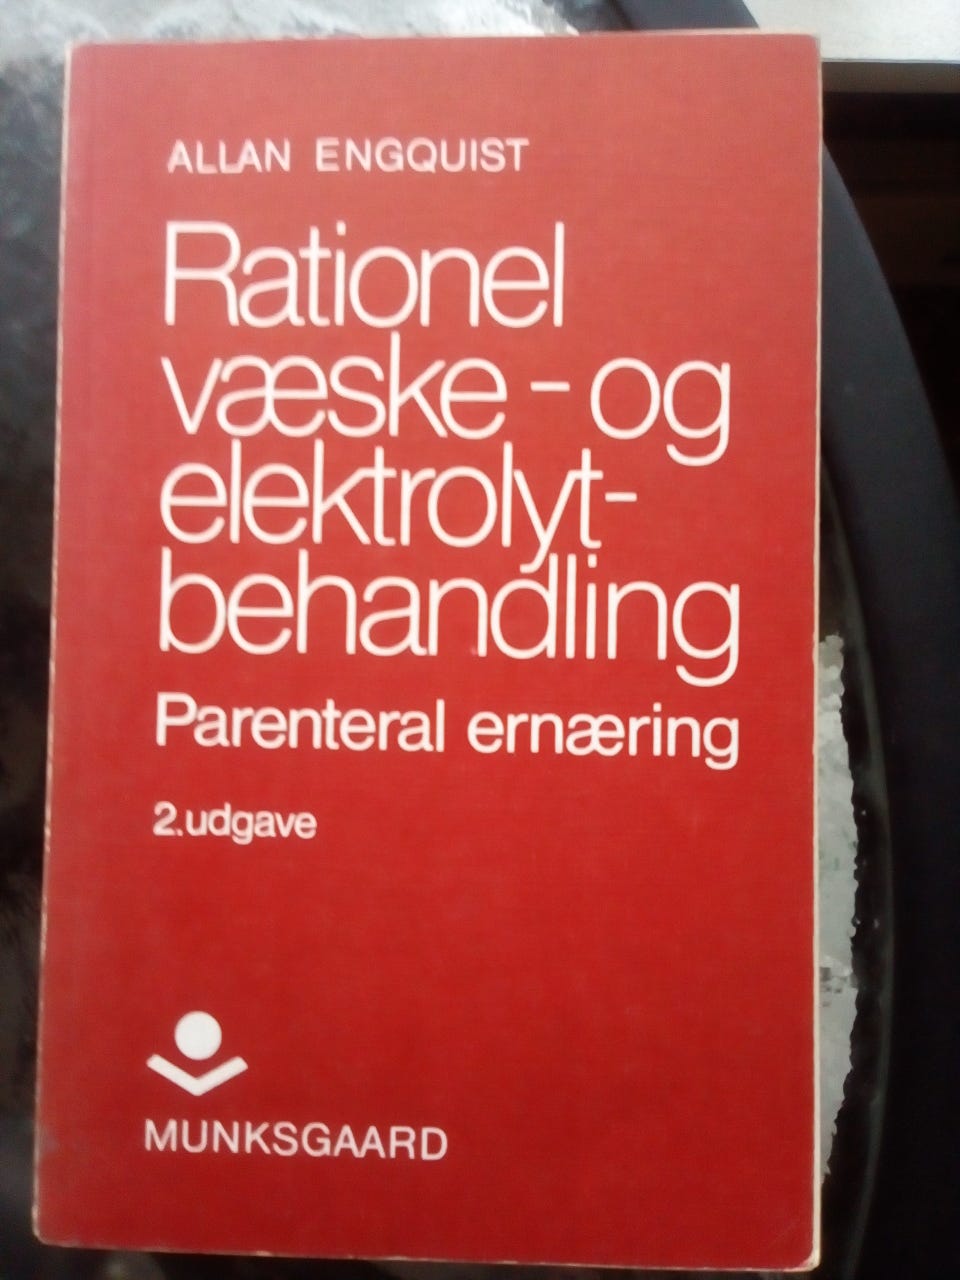 ALLAN ENGQUIST
Rationel
væske-og
elektrolyt-
behandling
Parenteral ernæring
2.udgave
MUNKSGAARD